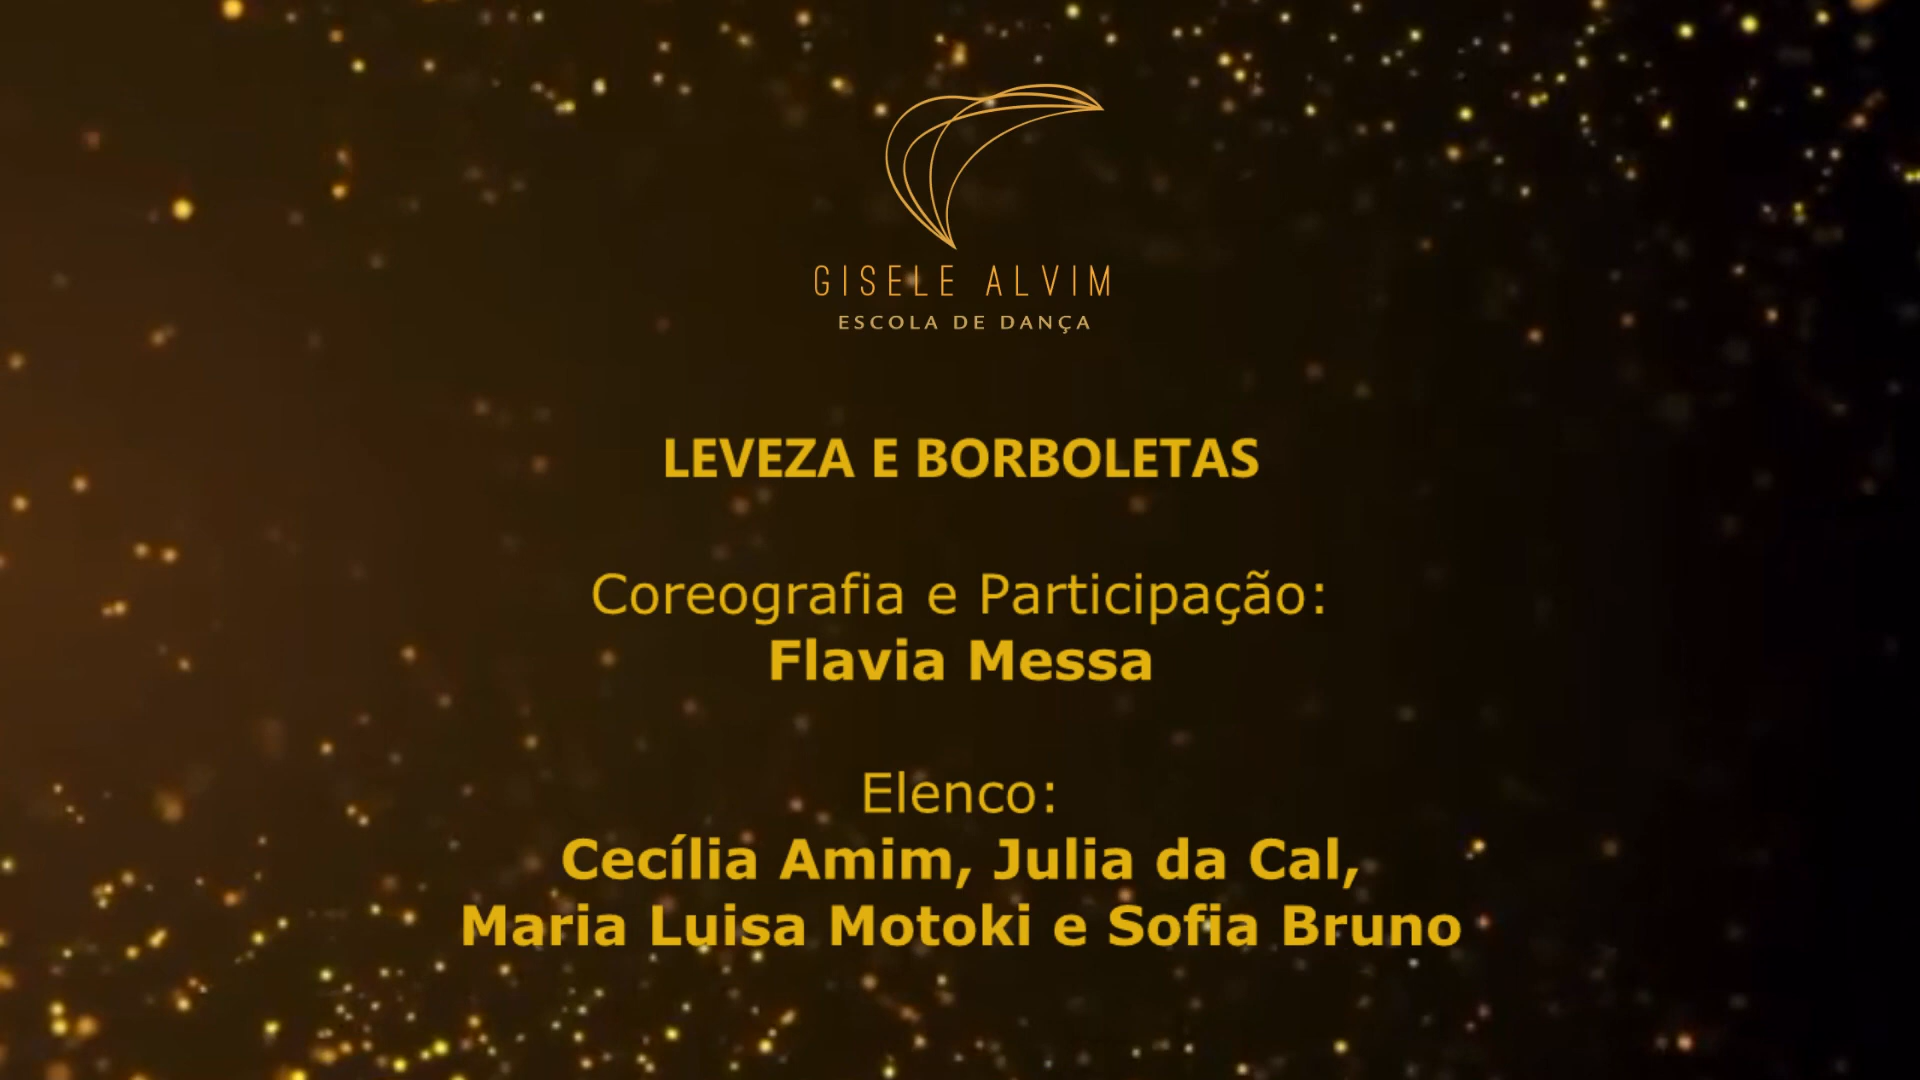 GISELE ALVIM
ESCOLA DE DANÇA
LEVEZA E BORBOLETAS
Coreografia e Participação:
Flavia Messa
Elenco:
Cecília Amim, Julia da Cal,
Maria Luisa Motoki e Sofia Bruno